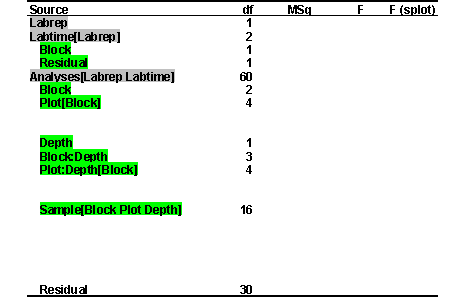 Source df MSq F F (splot)
Labrep 1
Labtime[Labrep] 2
Block 1
Residual 1
Analyses[Labrep Labtime] 60
Block 2
Plot[Block] 4
Depth 1
Block:Depth 3
Plot:Depth[Block] 4
Sample[Block Plot Depth] 16
Residual 30